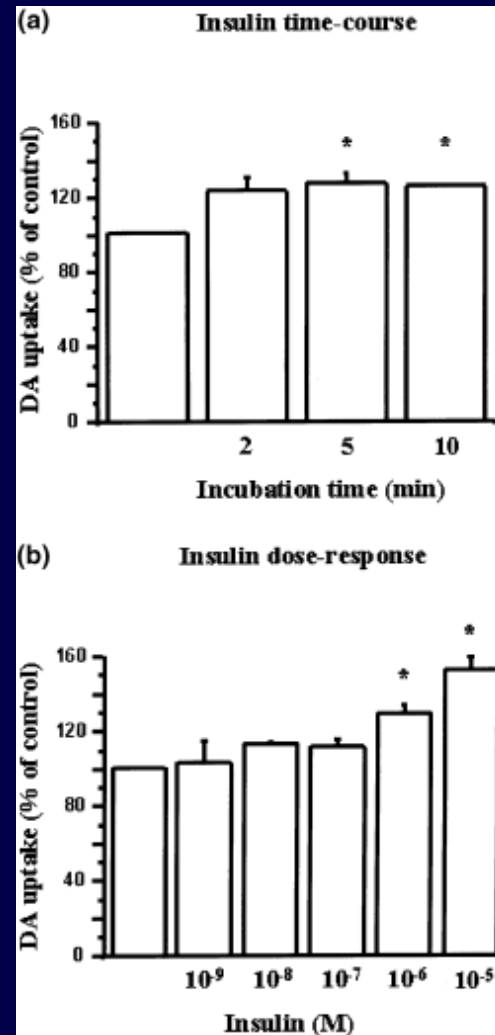 (a) Insulin time-course
DA uptake (% of control)
160
120
80
40
0
* *
2 5 10
Incubation time (min)
(b) Insulin dose-response
DA uptake (% of control)
160
120
80
40
0
* *
10⁻⁹ 10⁻⁸ 10⁻⁷ 10⁻⁶ 10⁻⁵
Insulin (M)